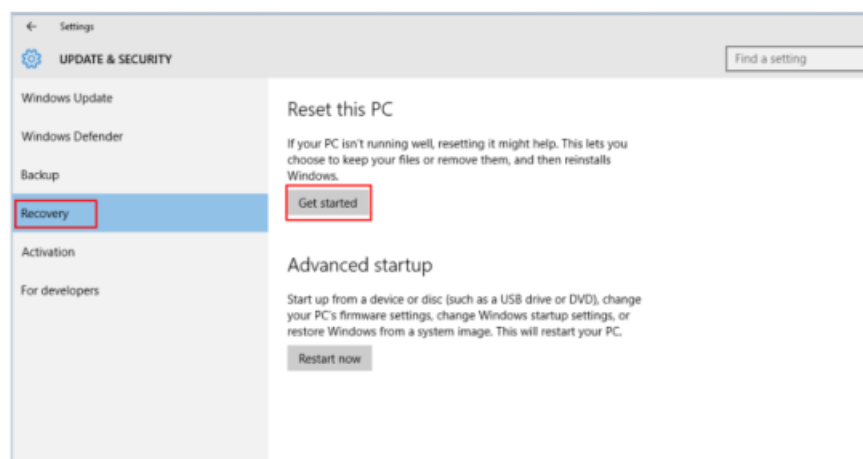 ← Settings
UPDATE & SECURITY
Find a setting
Windows Update
Windows Defender
Backup
Recovery
Activation
For developers
Reset this PC
If your PC isn't running well, resetting it might help. This lets you
choose to keep your files or remove them, and then reinstalls
Windows.
Get started
Advanced startup
Start up from a device or disc (such as a USB drive or DVD), change
your PC's firmware settings, change Windows startup settings, or
restore Windows from a system image. This will restart your PC.
Restart now